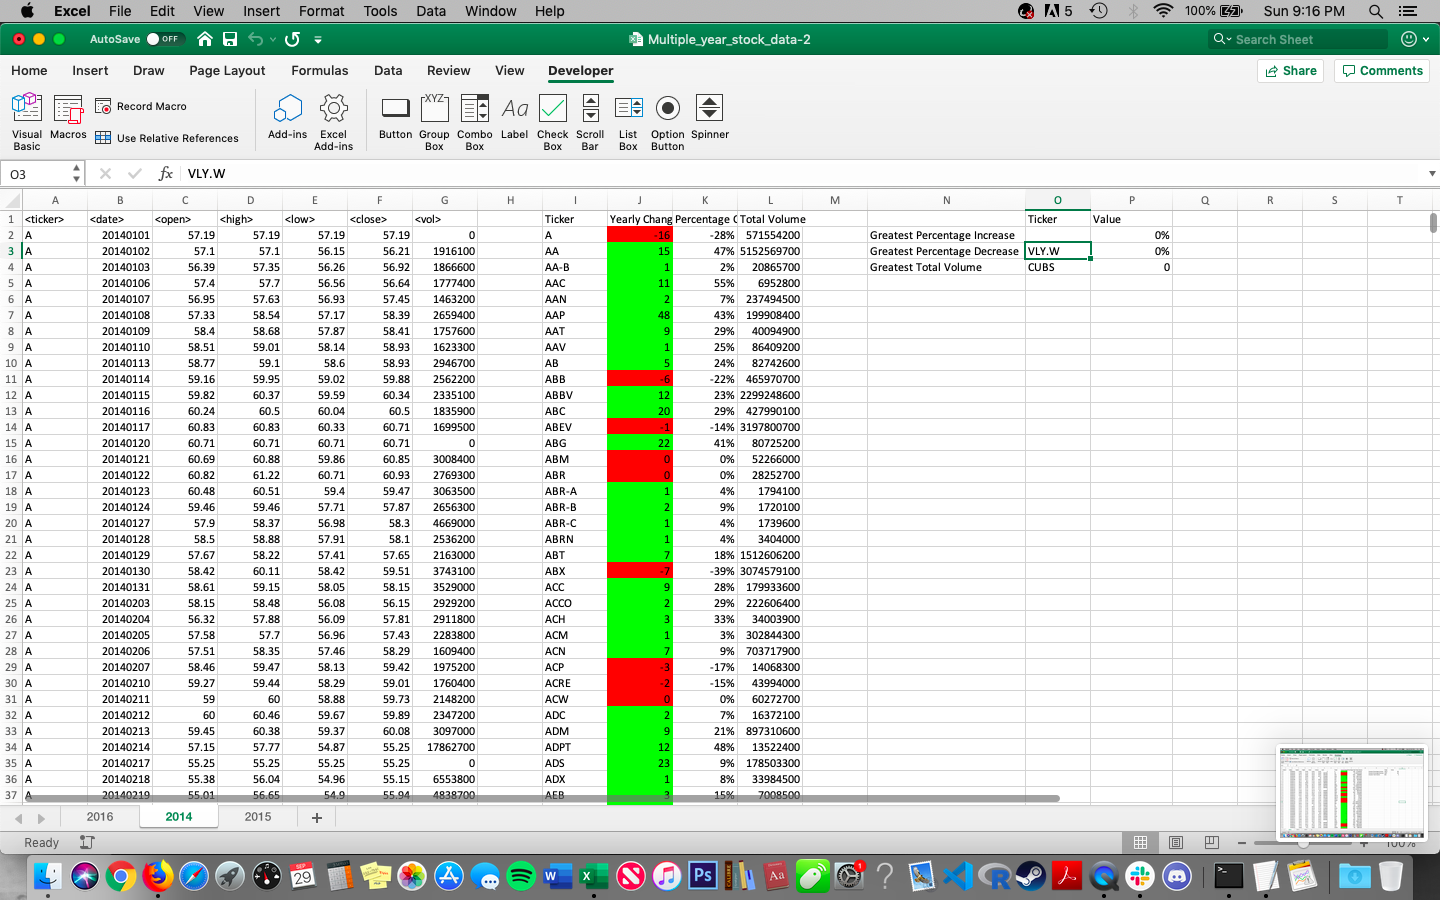 Excel File Edit View Insert Format Tools Data Window Help 5 100% Sun 9:16 PM
AutoSave OFF Multiple_year_stock_data-2 Search Sheet
Home Insert Draw Page Layout Formulas Data Review View Developer Share Comments
Visual Basic Macros Record Macro Use Relative References Add-ins Excel Add-ins Button Group Box Combo Box Label Check Box Scroll Bar List Box Option Button Spinner
O3 fx VLY.W
A B C D E F G H I J K L M N O P Q R S T
1 <ticker> <date> <open> <high> <low> <close> <vol> Ticker Yearly Chang Percentage C Total Volume Ticker Value
2 A 20140101 57.19 57.19 57.19 57.19 0 A -16 -28% 571554200 Greatest Percentage Increase 0%
3 A 20140102 57.1 57.1 56.15 56.21 1916100 AA 15 47% 5152569700 Greatest Percentage Decrease VLY.W 0%
4 A 20140103 56.39 57.35 56.26 56.92 1866600 AA-B 1 2% 20865700 Greatest Total Volume CUBS 0
5 A 20140106 57.4 57.7 56.56 56.64 1777400 AAC 11 55% 6952800
6 A 20140107 56.95 57.63 56.93 57.45 1463200 AAN 2 7% 237494500
7 A 20140108 57.33 58.54 57.17 58.39 2659400 AAP 48 43% 199908400
8 A 20140109 58.4 58.68 57.87 58.41 1757600 AAT 9 29% 40094900
9 A 20140110 58.51 59.01 58.14 58.93 1623300 AAV 1 25% 86409200
10 A 20140113 58.77 59.1 58.6 58.93 2946700 AB 5 24% 82742600
11 A 20140114 59.16 59.95 59.02 59.88 2562200 ABB -6 -22% 465970700
12 A 20140115 59.82 60.37 59.59 60.34 2335100 ABBV 12 23% 2299248600
13 A 20140116 60.24 60.5 60.04 60.5 1835900 ABC 20 29% 427990100
14 A 20140117 60.83 60.83 60.33 60.71 1699500 ABEV -1 -14% 3197800700
15 A 20140120 60.71 60.71 60.71 60.71 0 ABG 22 41% 80725200
16 A 20140121 60.69 60.88 59.86 60.85 3008400 ABM 0 0% 52266000
17 A 20140122 60.82 61.22 60.71 60.93 2769300 ABR 0 0% 28252700
18 A 20140123 60.48 60.51 59.4 59.47 3063500 ABR-A 1 4% 1794100
19 A 20140124 59.46 59.46 57.71 57.87 2656300 ABR-B 2 9% 1720100
20 A 20140127 57.9 58.37 56.98 58.3 4669000 ABR-C 1 4% 1739600
21 A 20140128 58.5 58.88 57.91 58.1 2536200 ABRN 1 4% 3404000
22 A 20140129 57.67 58.22 57.41 57.65 2163000 ABT 7 18% 1512606200
23 A 20140130 58.42 60.11 58.42 59.51 3743100 ABX -7 -39% 3074579100
24 A 20140131 58.61 59.15 58.05 58.15 3529000 ACC 9 28% 179933600
25 A 20140203 58.15 58.48 56.08 56.15 2929200 ACCO 2 29% 222606400
26 A 20140204 56.32 57.88 56.09 57.81 2911800 ACH 3 33% 34003900
27 A 20140205 57.58 57.7 56.96 57.43 2283800 ACM 1 3% 302844300
28 A 20140206 57.51 58.35 57.46 58.29 1609400 ACN 7 9% 703717900
29 A 20140207 58.46 59.47 58.13 59.42 1975200 ACP -3 -17% 14068300
30 A 20140210 59.27 59.44 58.29 59.01 1760400 ACRE -2 -15% 43994000
31 A 20140211 59 60 58.88 59.73 2148200 ACW 0 0% 60272700
32 A 20140212 60 60.46 59.67 59.89 2347200 ADC 2 7% 16372100
33 A 20140213 59.45 60.38 59.37 60.08 3097000 ADM 9 21% 897310600
34 A 20140214 57.15 57.77 54.87 55.25 17862700 ADPT 12 48% 13522400
35 A 20140217 55.25 55.25 55.25 55.25 0 ADS 23 9% 178503300
36 A 20140218 55.38 56.04 54.96 55.15 6553800 ADX 1 8% 33984500
37 A 20140219 55.01 56.65 54.9 55.94 4838700 AEB 3 15% 7008500
2016 2014 2015 +
Ready 100%
SEP 29 W X Ps Aa R 1